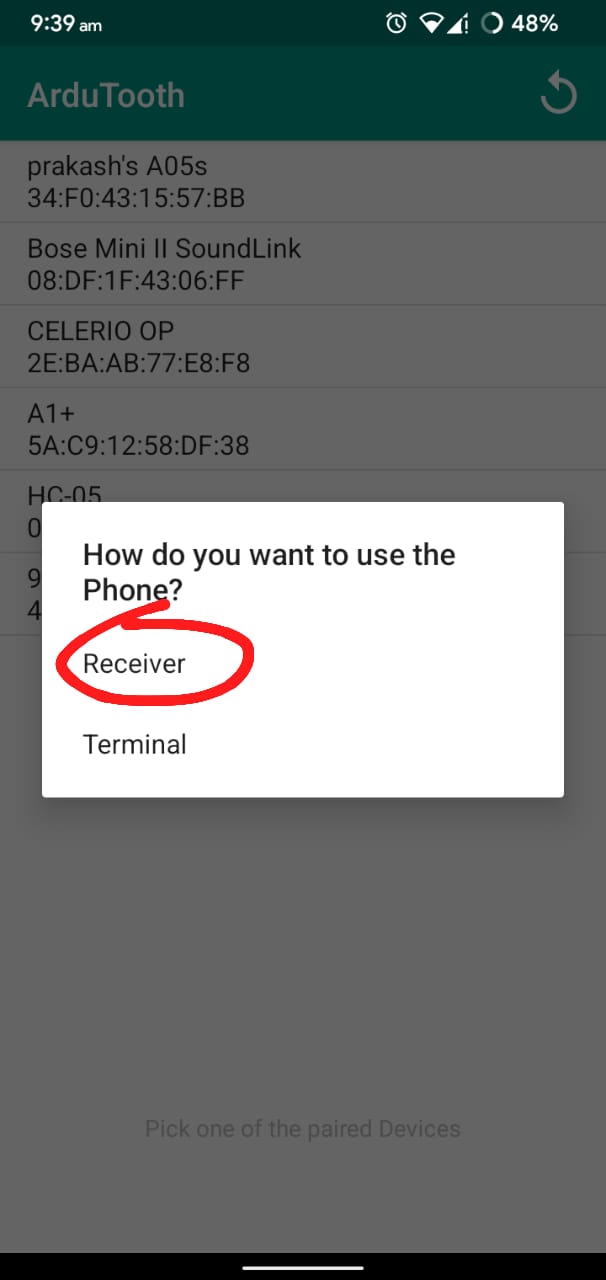 9:39 am
48%
ArduTooth
prakash's A05s
34:F0:43:15:57:BB
Bose Mini II SoundLink
08:DF:1F:43:06:FF
CELERIO OP
2E:BA:AB:77:E8:F8
A1+
5A:C9:12:58:DF:38
HC-05
0
9
4
How do you want to use the
Phone?
Receiver
Terminal
Pick one of the paired Devices